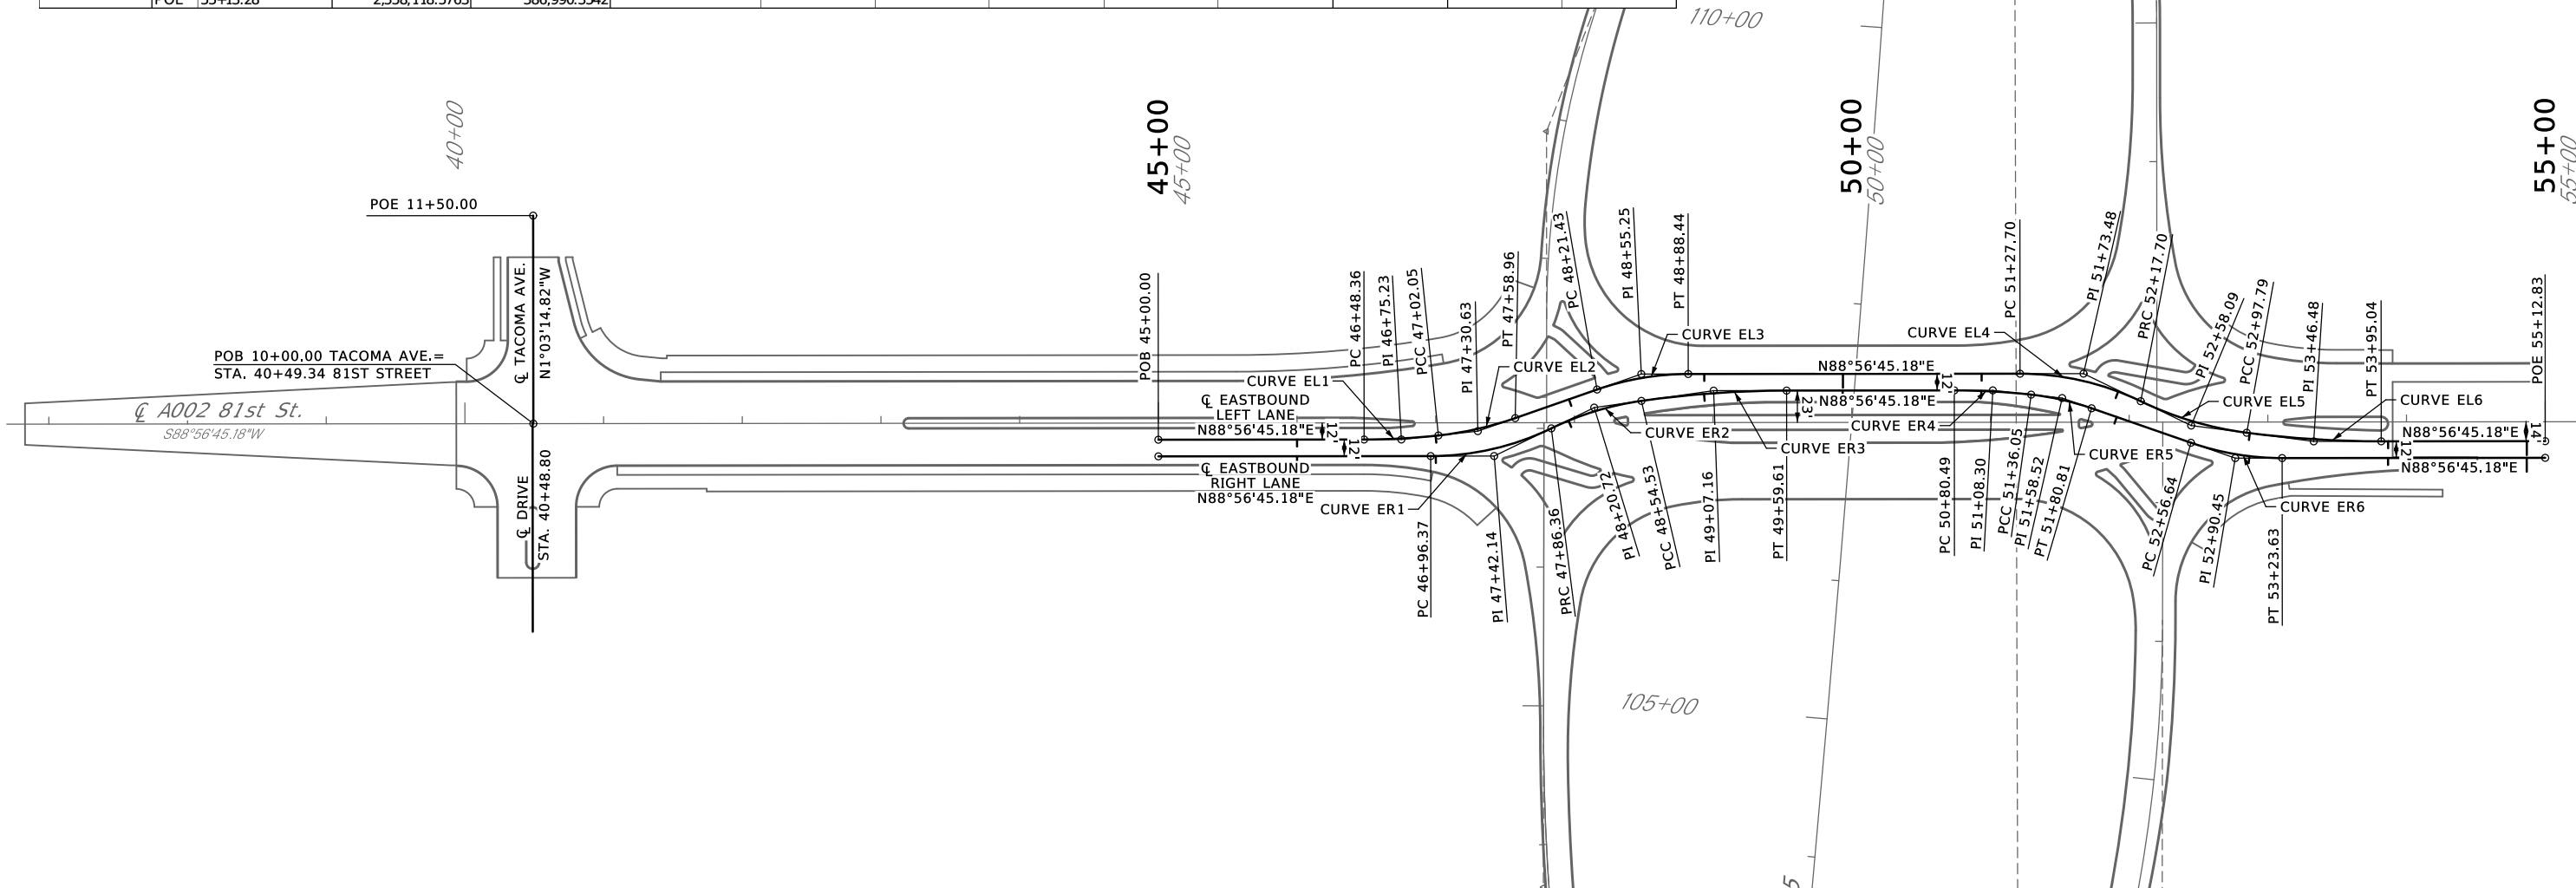 POE 55+13.28 2,558,118.5763 380,990.5542
110+00
40+00
45+00
45+00
50+00
50+00
55+00
55+00
POE 11+50.00
℄ TACOMA AVE.
N1°03'14.82"W
POB 10+00.00 TACOMA AVE.=
STA. 40+49.34 81ST STREET
℄ A002 81st St.
S88°56'45.18"W
℄ DRIVE
STA. 40+48.80
POB 45+00.00
PC 46+48.36
PI 46+75.23
PCC 47+02.05
PI 47+30.63
PT 47+58.96
PC 48+21.43
PI 48+55.25
PT 48+88.44
PC 51+27.70
PI 51+73.48
PRC 52+17.70
PI 52+58.09
PCC 52+97.79
PI 53+46.48
PT 53+95.04
POE 55+12.83
CURVE EL1
CURVE EL2
CURVE EL3
CURVE EL4
CURVE EL5
CURVE EL6
℄ EASTBOUND
LEFT LANE
N88°56'45.18"E
12'
12'
N88°56'45.18"E
12'
N88°56'45.18"E
23'
N88°56'45.18"E
14'
12'
N88°56'45.18"E
℄ EASTBOUND
RIGHT LANE
N88°56'45.18"E
CURVE ER1
CURVE ER2
CURVE ER3
CURVE ER4
CURVE ER5
CURVE ER6
PC 46+96.37
PI 47+42.14
PRC 47+86.36
PI 48+20.72
PCC 48+54.53
PI 49+07.16
PT 49+59.61
PC 50+80.49
PI 51+08.30
PCC 51+36.05
PI 51+58.52
PT 51+80.81
PC 52+56.64
PI 52+90.45
PT 53+23.63
105+00